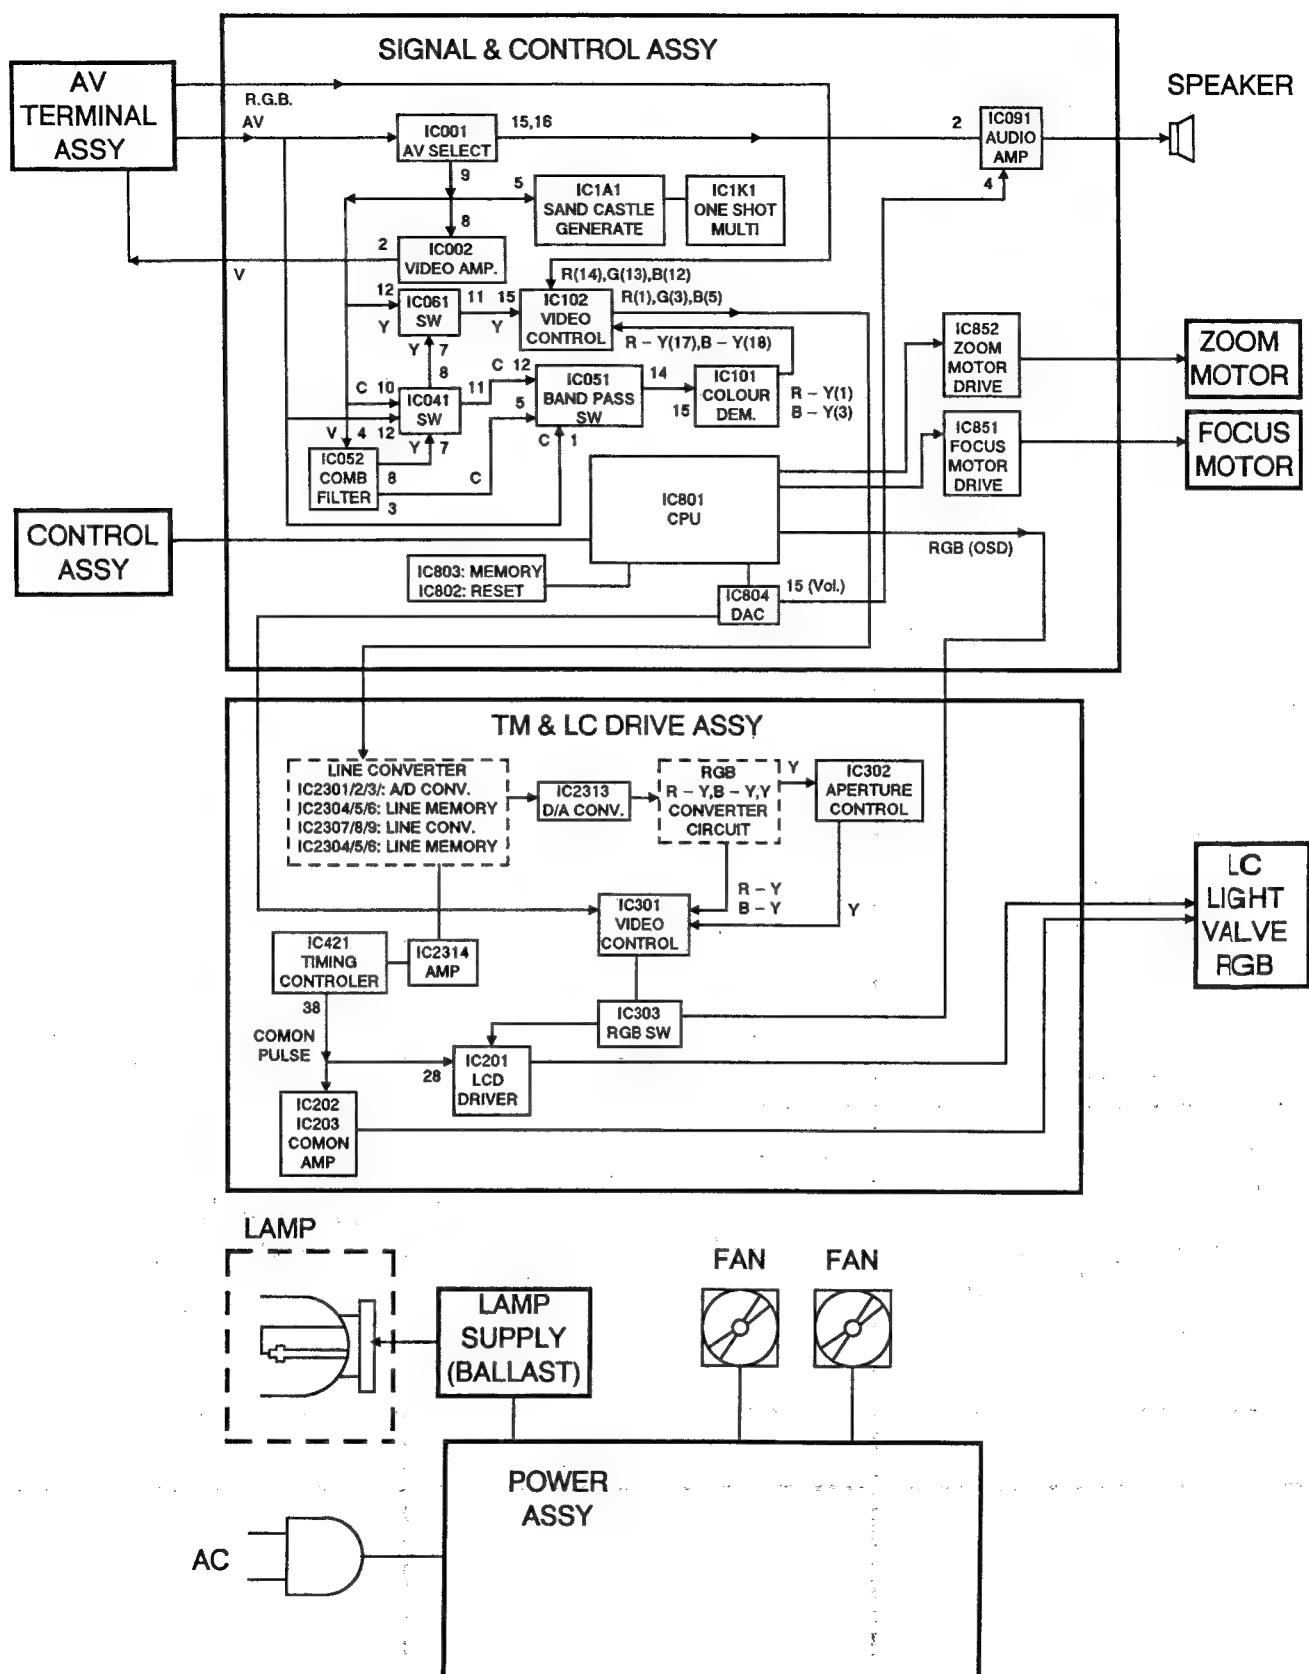 SIGNAL & CONTROL ASSY
AV
TERMINAL
ASSY
R.G.B.
AV
IC001
AV SELECT
15,16
2
IC091
AUDIO
AMP
4
SPEAKER
9
5
IC1A1
SAND CASTLE
GENERATE
IC1K1
ONE SHOT
MULTI
8
2
IC002
VIDEO AMP.
V
R(14),G(13),B(12)
12
Y
IC061
SW
11
15
Y
IC102
VIDEO
CONTROL
R(1),G(3),B(5)
R – Y(17),B – Y(18)
Y
7
8
IC852
ZOOM
MOTOR
DRIVE
ZOOM
MOTOR
C
10
IC041
SW
11
C
12
5
IC051
BAND PASS
SW
14
15
IC101
COLOUR
DEM.
R – Y(1)
B – Y(3)
IC851
FOCUS
MOTOR
DRIVE
FOCUS
MOTOR
V
4
12
Y
7
C
1
IC052
COMB
FILTER
8
3
C
IC801
CPU
RGB (OSD)
CONTROL
ASSY
IC803: MEMORY
IC802: RESET
IC804
DAC
15 (Vol.)
TM & LC DRIVE ASSY
LINE CONVERTER
IC2301/2/3/: A/D CONV.
IC2304/5/6: LINE MEMORY
IC2307/8/9: LINE CONV.
IC2304/5/6: LINE MEMORY
IC2313
D/A CONV.
RGB
R – Y,B – Y,Y
CONVERTER
CIRCUIT
Y
IC302
APERTURE
CONTROL
R – Y
B – Y
Y
IC301
VIDEO
CONTROL
LC
LIGHT
VALVE
RGB
IC421
TIMING
CONTROLER
IC2314
AMP
38
IC303
RGB SW
COMON
PULSE
28
IC201
LCD
DRIVER
IC202
IC203
COMON
AMP
LAMP
LAMP
SUPPLY
(BALLAST)
FAN
FAN
POWER
ASSY
AC